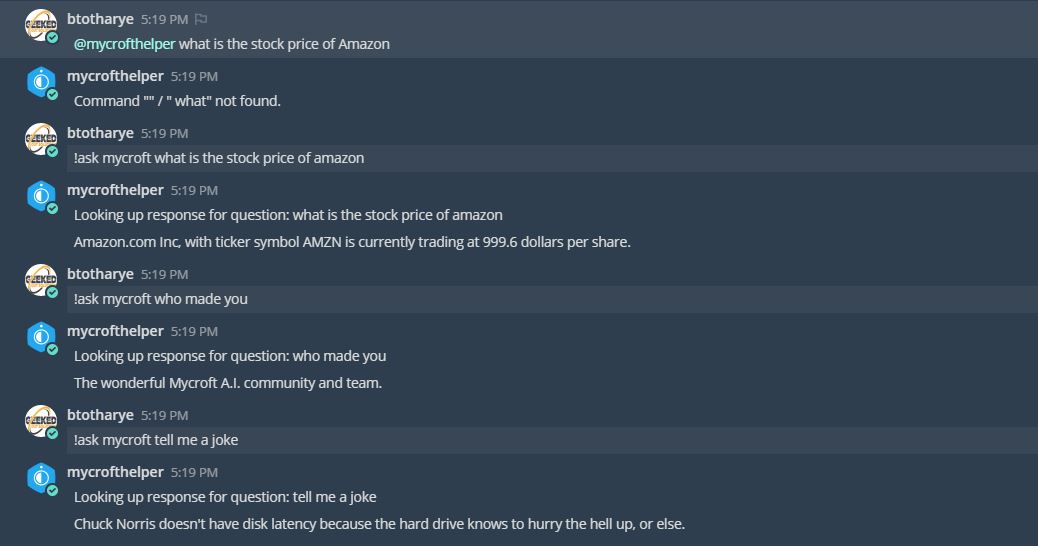 btotharye 5:19 PM
@mycrofthelper what is the stock price of Amazon
mycrofthelper 5:19 PM
Command "" / " what" not found.
GEEKED
btotharye 5:19 PM
!ask mycroft what is the stock price of amazon
mycrofthelper 5:19 PM
Looking up response for question: what is the stock price of amazon
Amazon.com Inc, with ticker symbol AMZN is currently trading at 999.6 dollars per share.
GEEKED
btotharye 5:19 PM
!ask mycroft who made you
mycrofthelper 5:19 PM
Looking up response for question: who made you
The wonderful Mycroft A.I. community and team.
GEEKED
btotharye 5:19 PM
!ask mycroft tell me a joke
mycrofthelper 5:19 PM
Looking up response for question: tell me a joke
Chuck Norris doesn't have disk latency because the hard drive knows to hurry the hell up, or else.